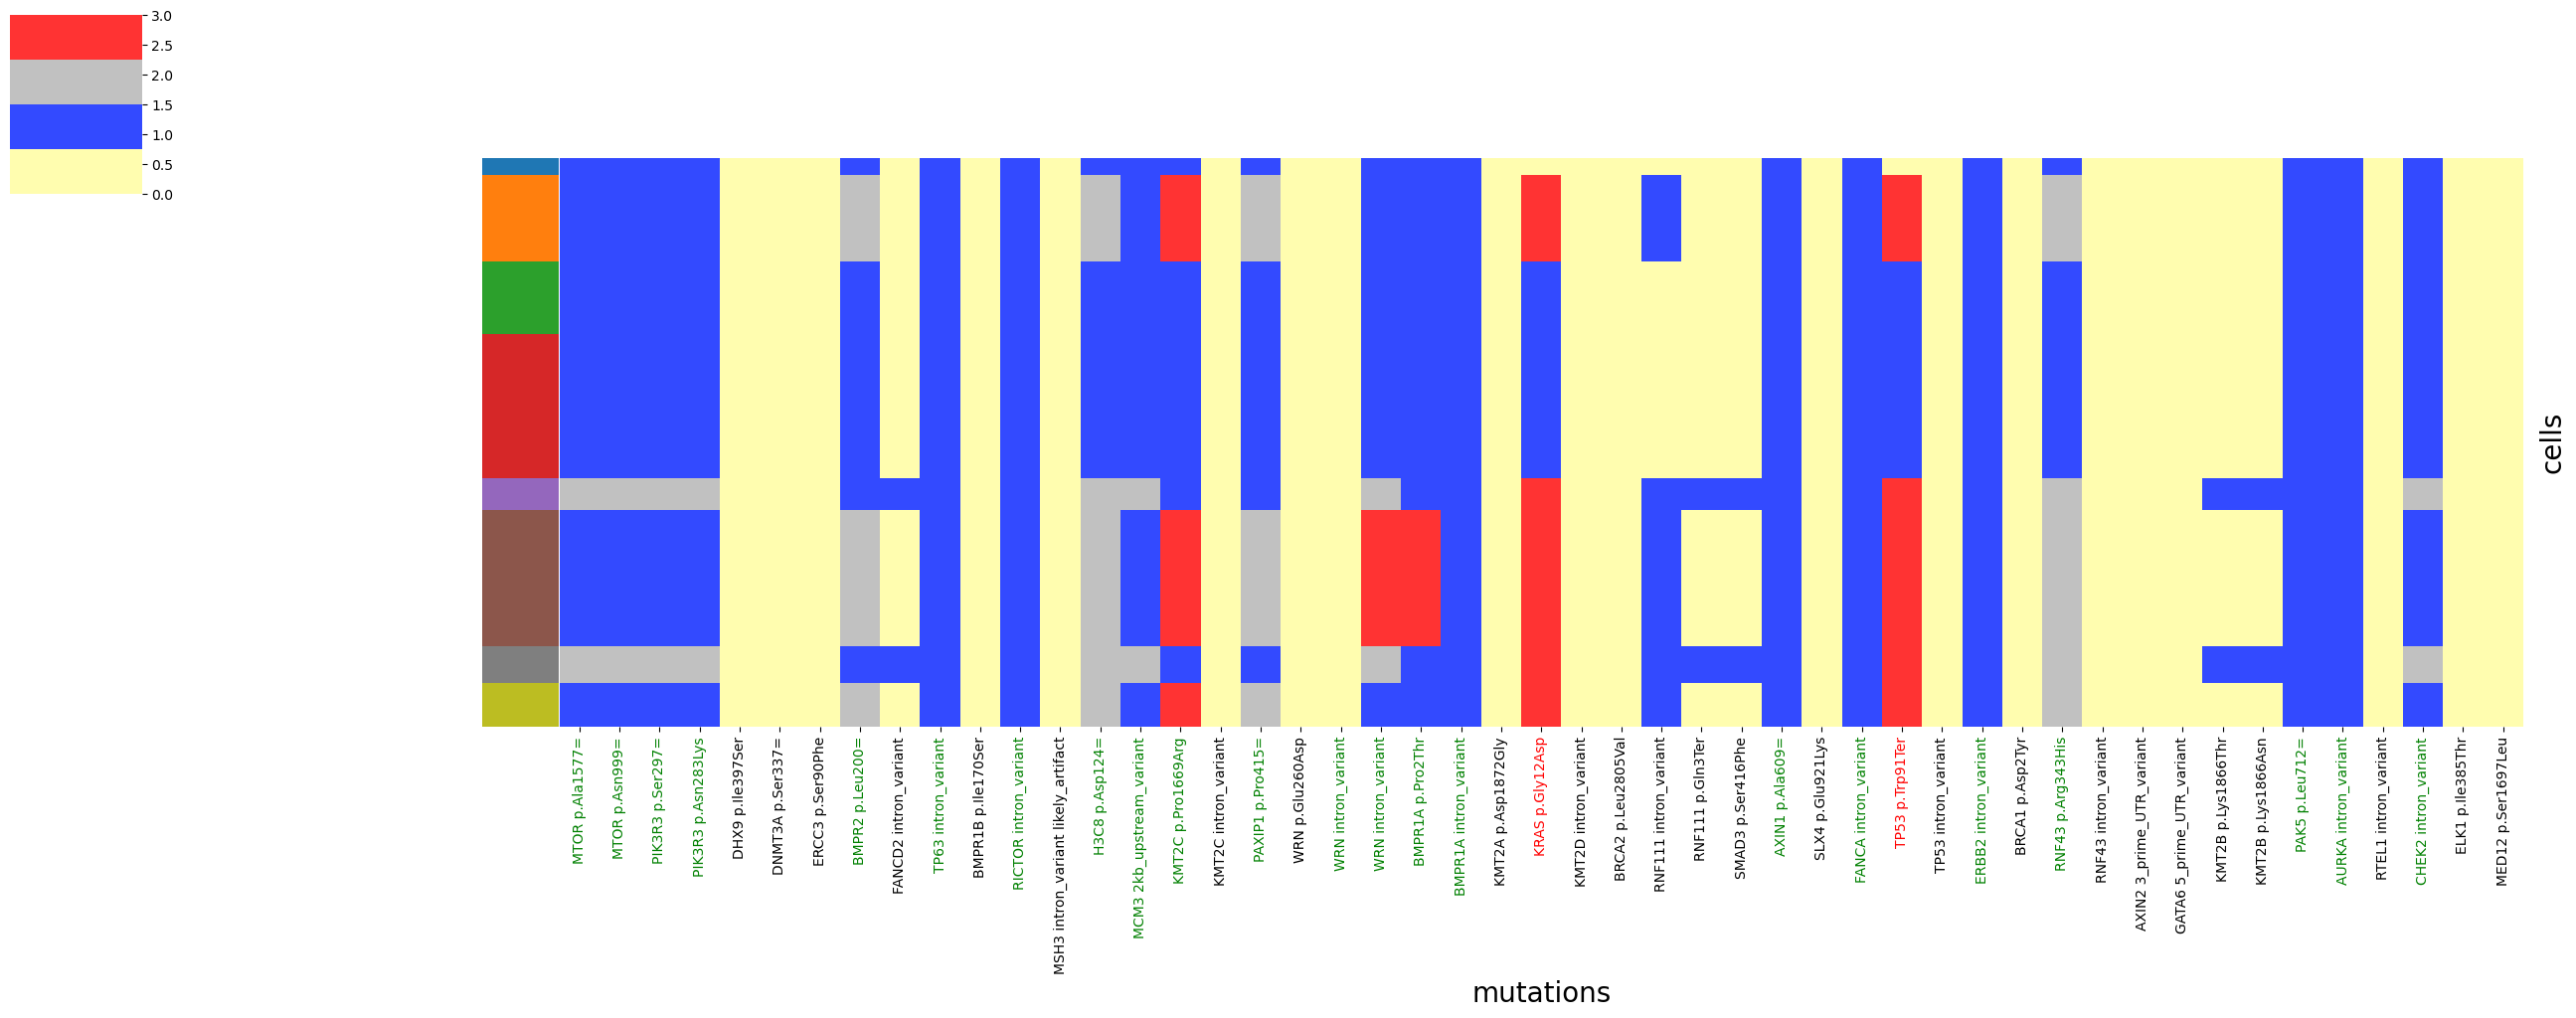 3.0
2.5
2.0
1.5
1.0
0.5
0.0
cells
MTOR p.Ala1577=
MTOR p.Asn999=
PIK3R3 p.Ser297=
PIK3R3 p.Asn283Lys
DHX9 p.Ile397Ser
DNMT3A p.Ser337=
ERCC3 p.Ser90Phe
BMPR2 p.Leu200=
FANCD2 intron_variant
TP63 intron_variant
BMPR1B p.Ile170Ser
RICTOR intron_variant
MSH3 intron_variant likely_artifact
H3C8 p.Asp124=
MCM3 2kb_upstream_variant
KMT2C p.Pro1669Arg
KMT2C intron_variant
PAXIP1 p.Pro415=
WRN p.Glu260Asp
WRN intron_variant
WRN intron_variant
BMPR1A p.Pro2Thr
BMPR1A intron_variant
KMT2A p.Asp1872Gly
KRAS p.Gly12Asp
KMT2D intron_variant
BRCA2 p.Leu2805Val
RNF111 intron_variant
RNF111 p.Gln3Ter
SMAD3 p.Ser416Phe
AXIN1 p.Ala609=
SLX4 p.Glu921Lys
FANCA intron_variant
TP53 p.Trp91Ter
TP53 intron_variant
ERBB2 intron_variant
BRCA1 p.Asp2Tyr
RNF43 p.Arg343His
RNF43 intron_variant
AXIN2 3_prime_UTR_variant
GATA6 5_prime_UTR_variant
KMT2B p.Lys1866Thr
KMT2B p.Lys1866Asn
PAK5 p.Leu712=
AURKA intron_variant
RTEL1 intron_variant
CHEK2 intron_variant
ELK1 p.Ile385Thr
MED12 p.Ser1697Leu
mutations